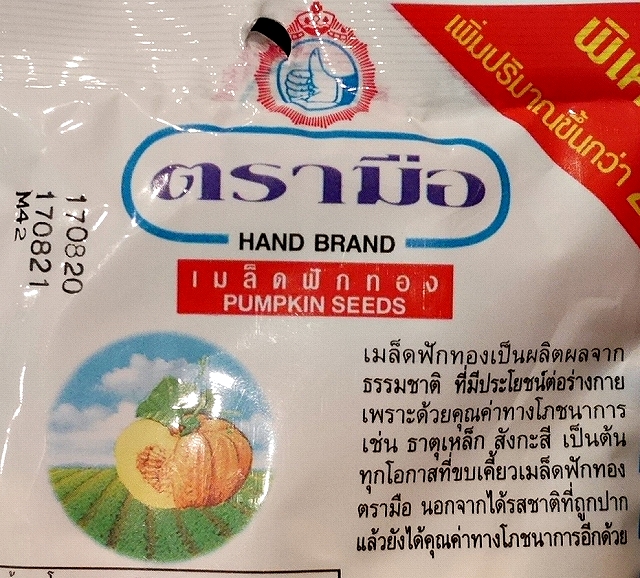 เพิ่มปริมาณขึ้นกว่า
ตรามือ
HAND BRAND
เมล็ดฟักทอง
PUMPKIN SEEDS
170820
170821
M42
เมล็ดฟักทองเป็นผลิตผลจาก
ธรรมชาติ ที่มีประโยชน์ต่อร่างกาย
เพราะด้วยคุณค่าทางโภชนาการ
เช่น ธาตุเหล็ก สังกะสี เป็นต้น
ทุกโอกาสที่ขบเคี้ยวเมล็ดฟักทอง
ตรามือ นอกจากได้รสชาติที่ถูกปาก
แล้วยังได้คุณค่าทางโภชนาการอีกด้วย